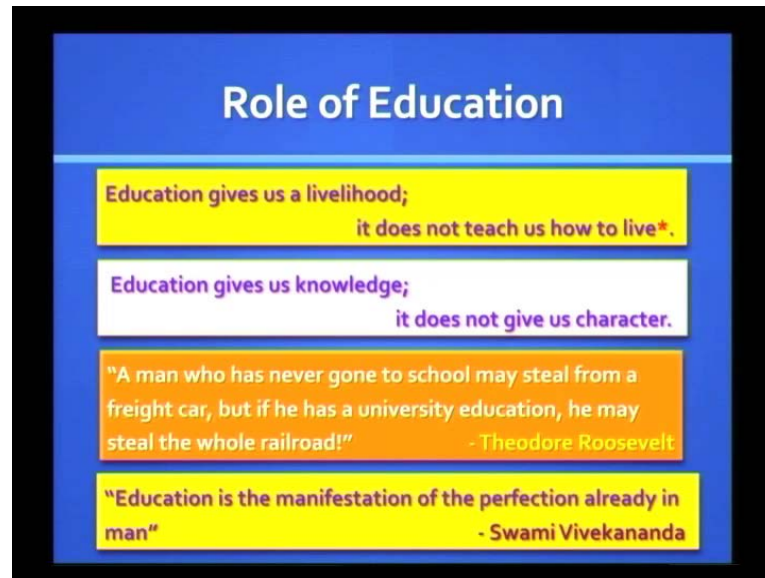 Role of Education
Education gives us a livelihood;
it does not teach us how to live*.
Education gives us knowledge;
it does not give us character.
"A man who has never gone to school may steal from a
freight car, but if he has a university education, he may
steal the whole railroad!" - Theodore Roosevelt
"Education is the manifestation of the perfection already in
man" - Swami Vivekananda